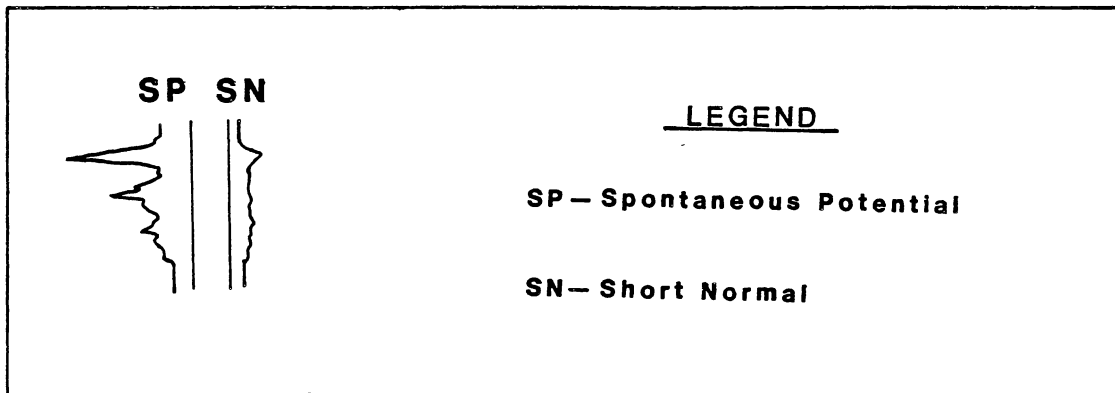 SP SN
LEGEND
SP— Spontaneous Potential
SN— Short Normal